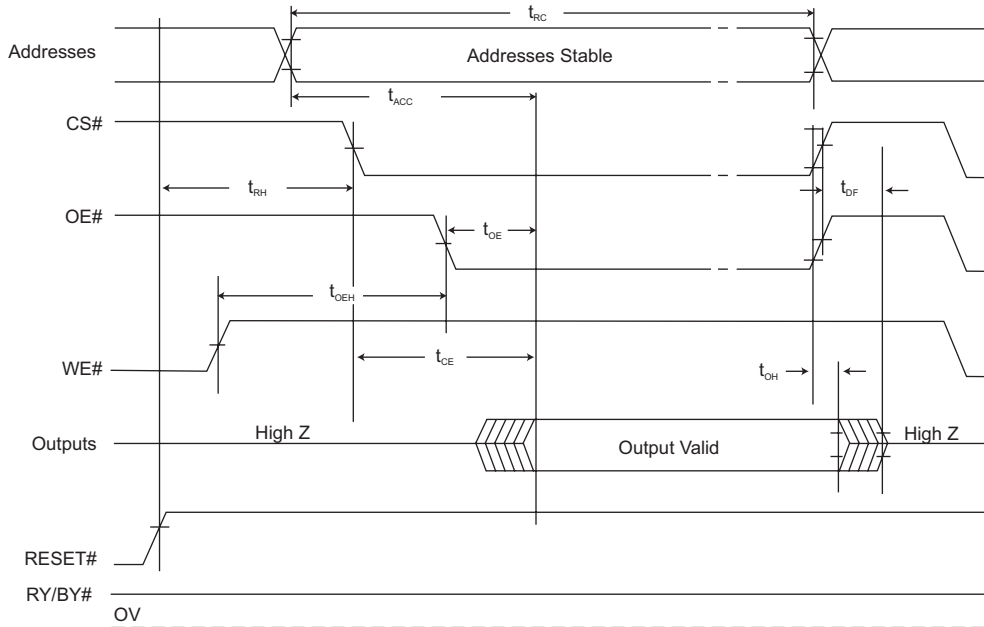 tRC
Addresses
Addresses Stable
tACC
CS#
tRH
tDF
OE#
tOE
tOEH
WE#
tCE
tOH
Outputs
High Z
Output Valid
High Z
RESET#
RY/BY#
OV